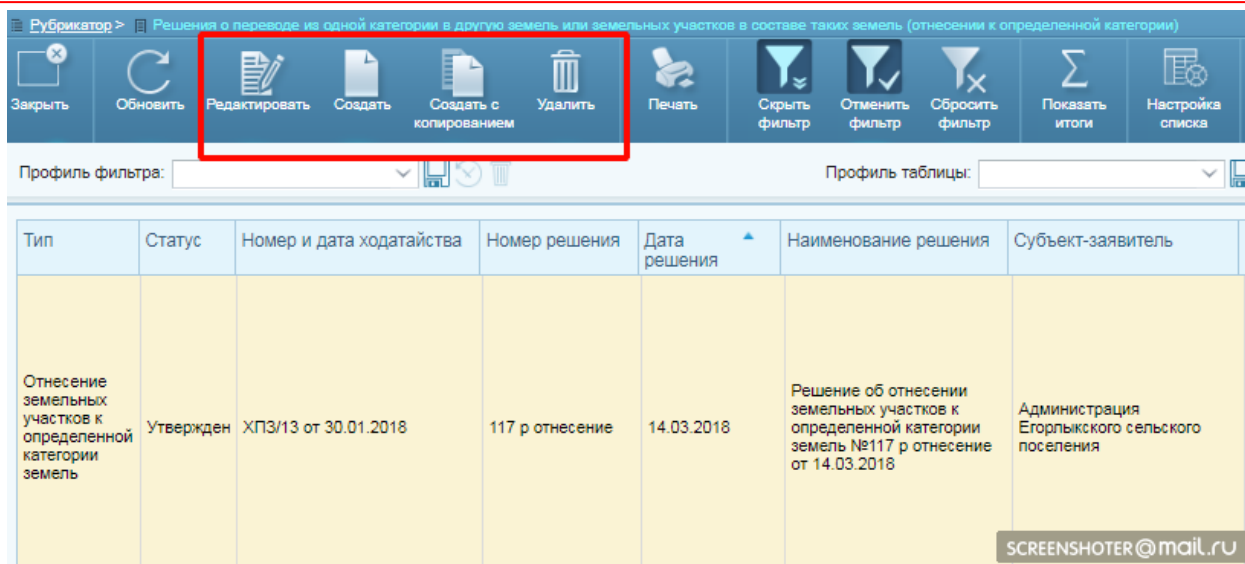 Рубрикатор > Решения о переводе из одной категории в другую земель или земельных участков в составе таких земель (отнесении к определенной категории)
Закрыть Обновить Редактировать Создать Создать с копированием Удалить Печать Скрыть фильтр Отменить фильтр Сбросить фильтр Показать итоги Настройка списка
Профиль фильтра: Профиль таблицы:
Тип Статус Номер и дата ходатайства Номер решения Дата решения Наименование решения Субъект-заявитель
Отнесение
земельных
участков к
определенной
категории
земель
Утвержден
ХПЗ/13 от 30.01.2018
117 р отнесение
14.03.2018
Решение об отнесении
земельных участков к
определенной категории
земель №117 р отнесение
от 14.03.2018
Администрация
Егорлыкского сельского
поселения
SCREENSHOTER@mail.ru